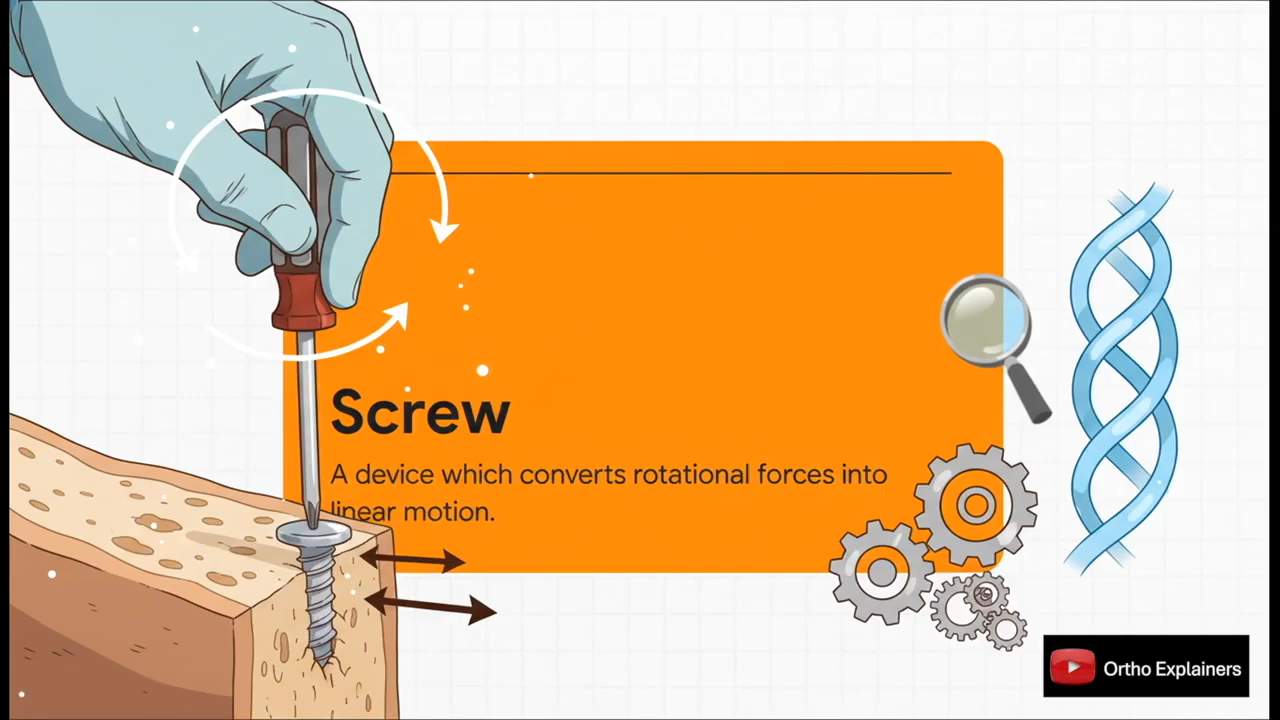 Screw
A device which converts rotational forces into
linear motion.
Ortho Explainers